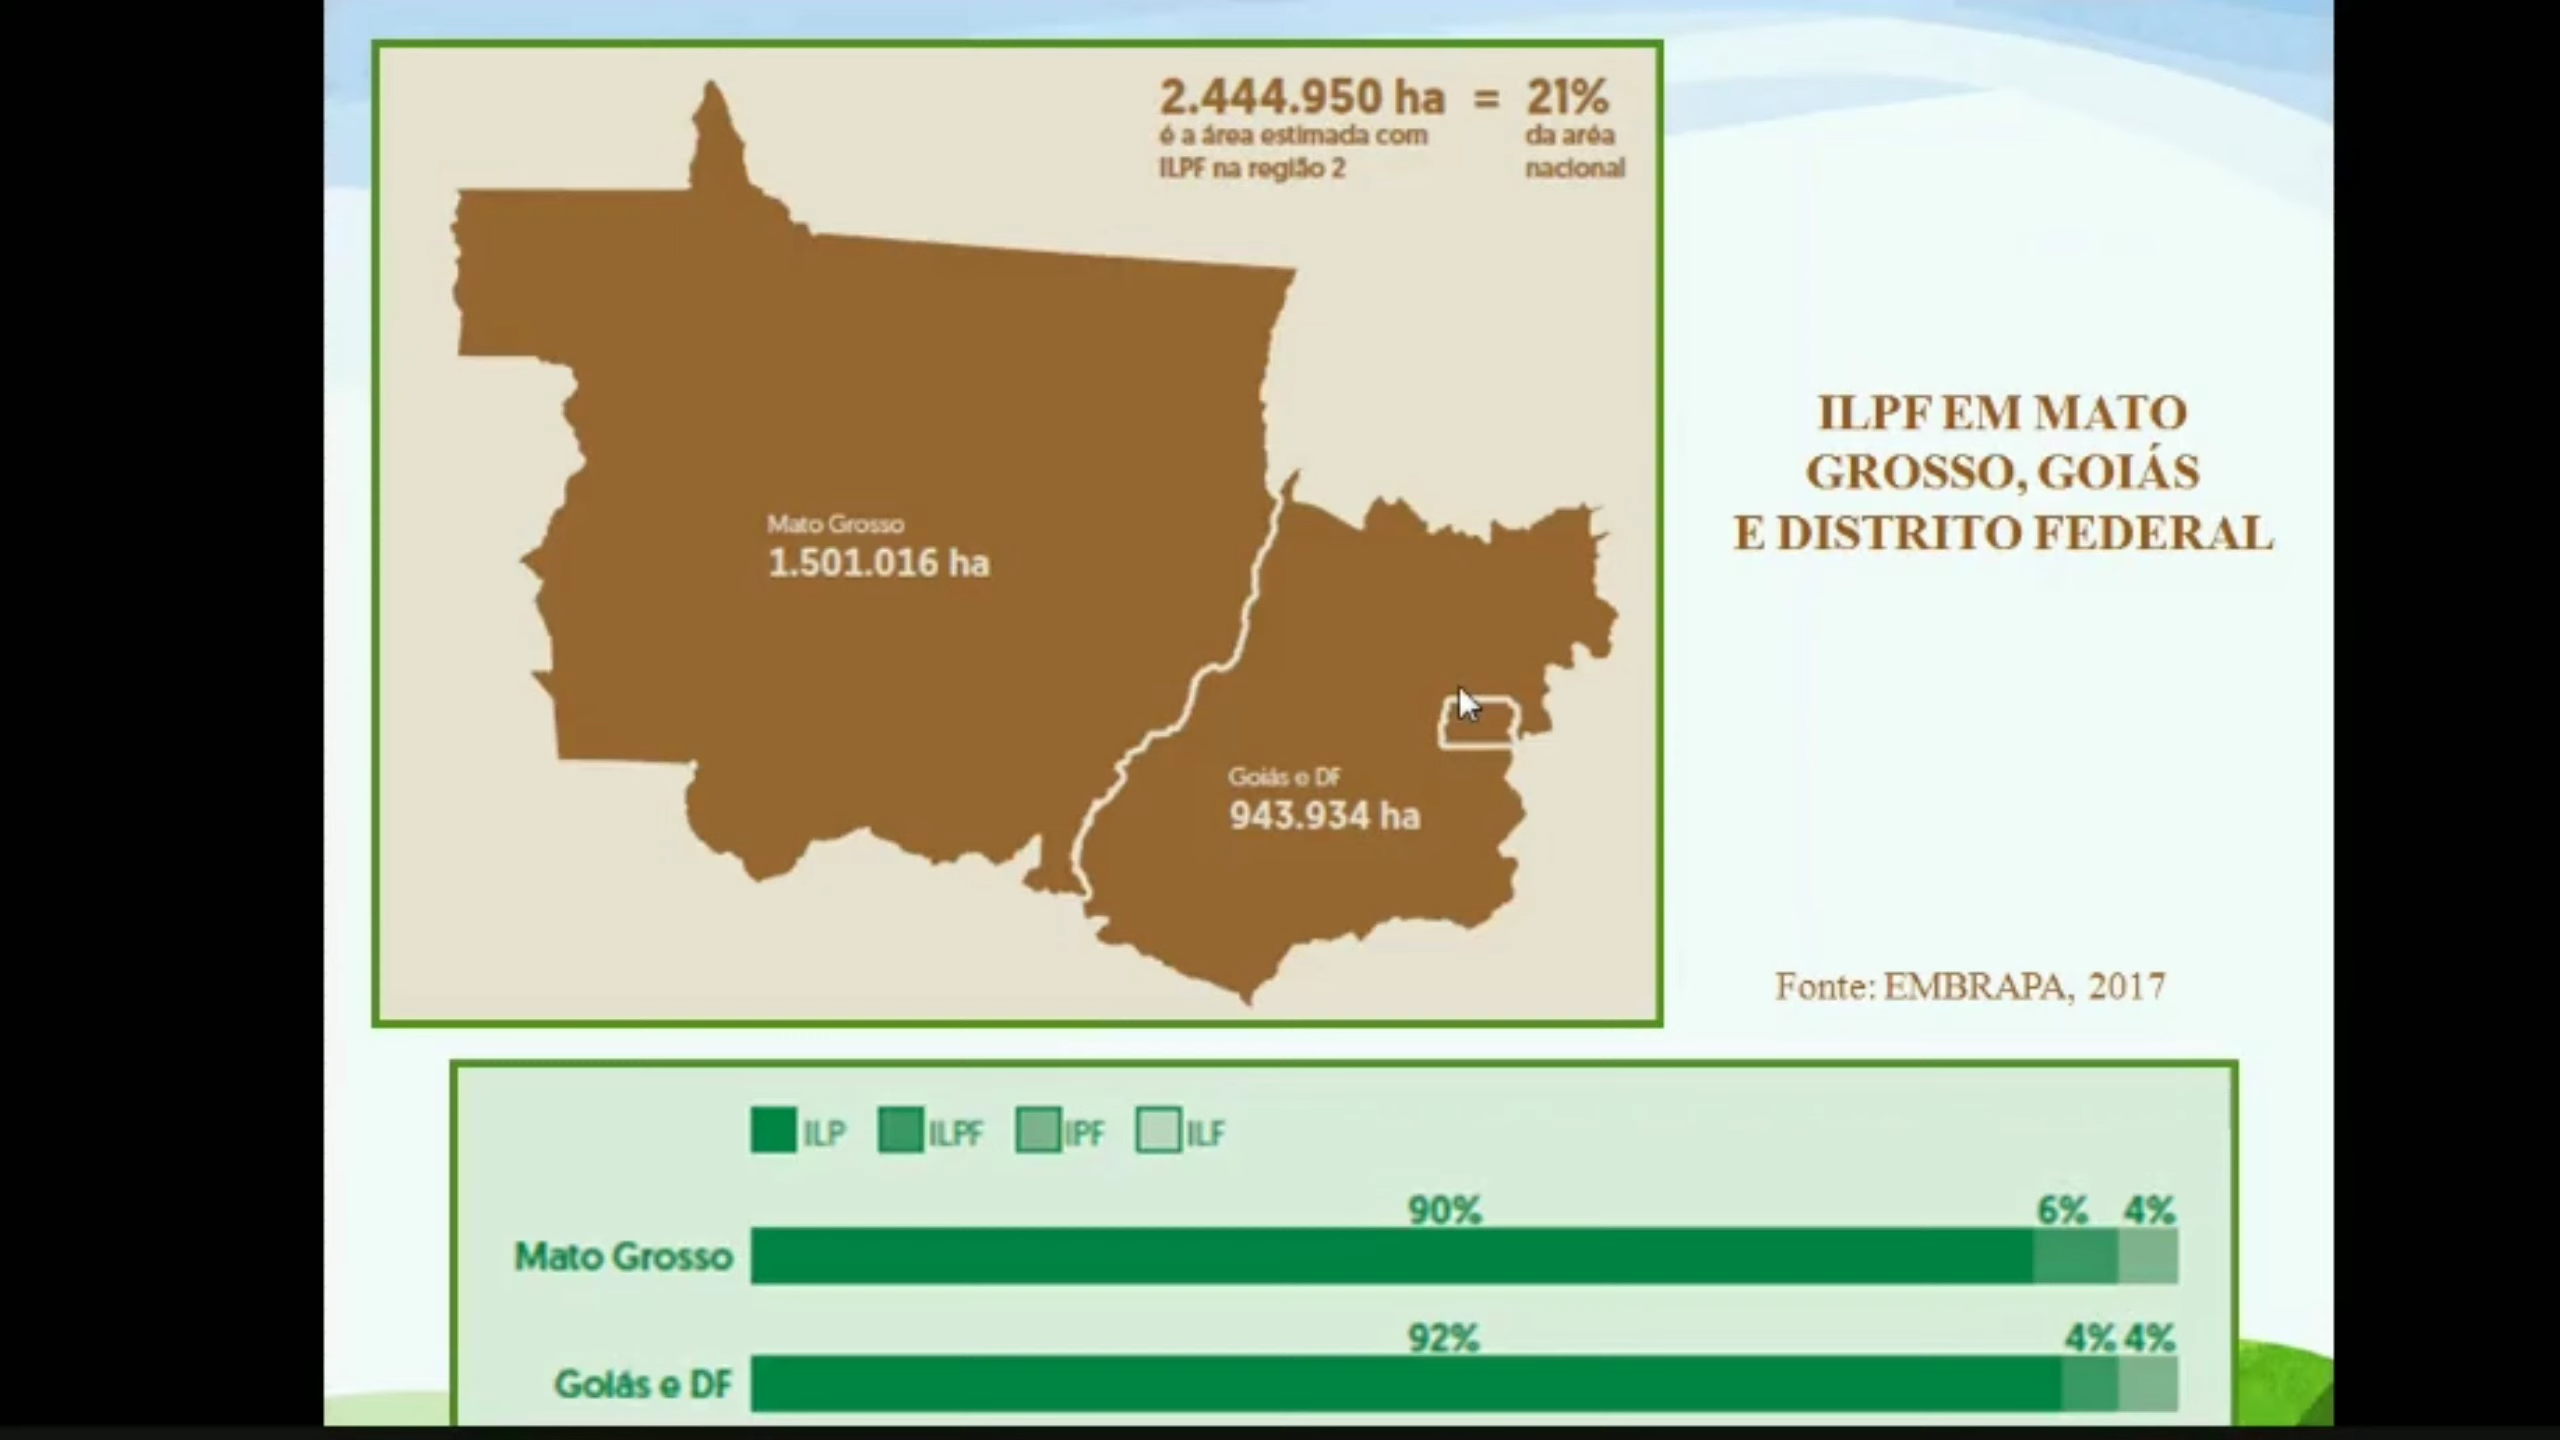 2.444.950 ha = 21%
é a área estimada com da aréa
ILPF na região 2 nacional
ILPF EM MATO
GROSSO, GOIÁS
E DISTRITO FEDERAL
Mato Grosso
1.501.016 ha
Goiás e DF
943.934 ha
Fonte: EMBRAPA, 2017
ILP ILPF IPF ILF
90% 6% 4%
Mato Grosso
92% 4% 4%
Goiás e DF